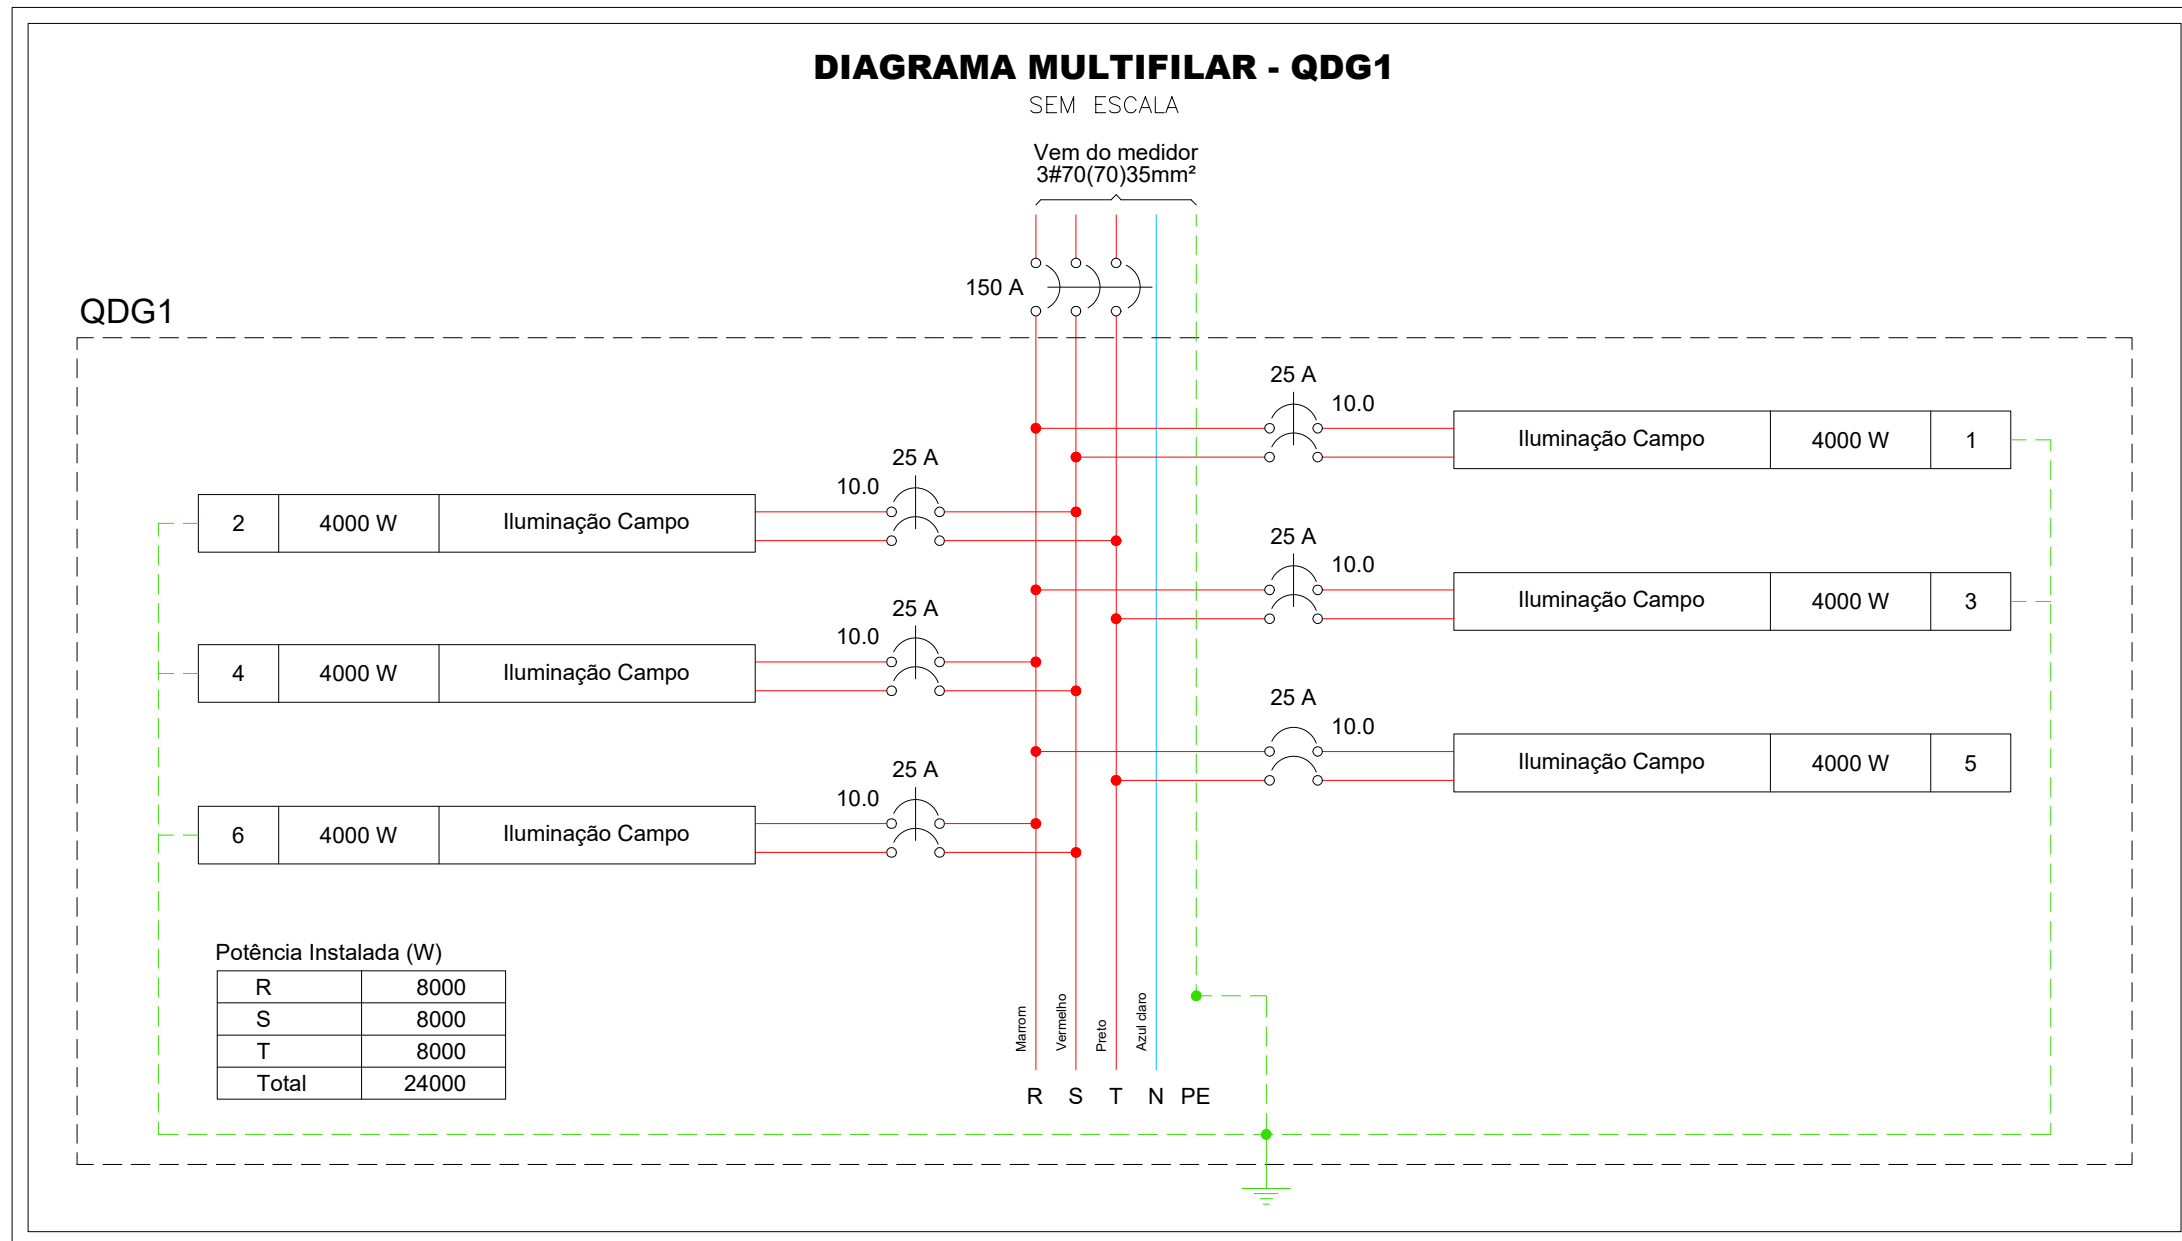 DIAGRAMA MULTIFILAR - QDG1
SEM ESCALA
Vem do medidor
3#70(70)35mm²
150 A
QDG1
25 A
10.0
Iluminação Campo 4000 W 1
25 A
10.0
2 4000 W Iluminação Campo
25 A
10.0
Iluminação Campo 4000 W 3
25 A
10.0
4 4000 W Iluminação Campo
25 A
10.0
Iluminação Campo 4000 W 5
25 A
10.0
6 4000 W Iluminação Campo
Potência Instalada (W)
R 8000
S 8000
T 8000
Total 24000
Marrom
Vermelho
Preto
Azul claro
R S T N PE